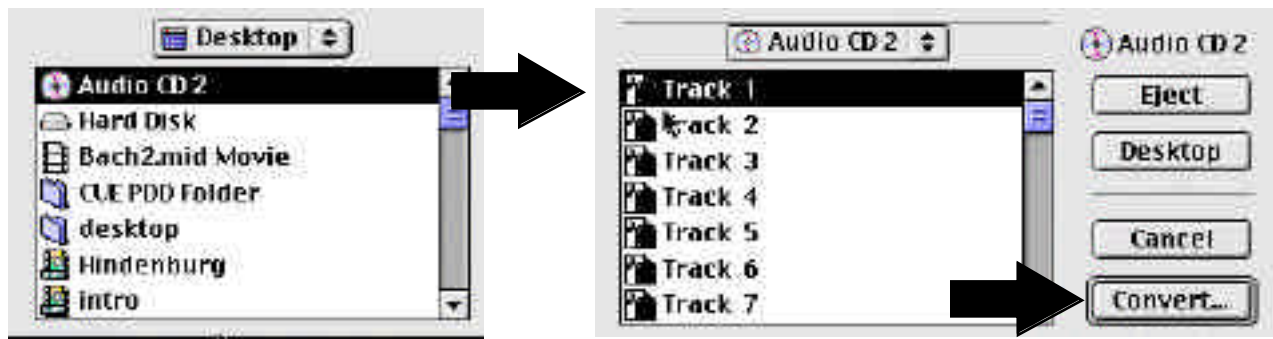 Desktop
Audio CD 2
Hard Disk
Bach2.mid Movie
CUE PDD Folder
desktop
Hindenburg
intro
Audio CD 2
Track 1
Track 2
Track 3
Track 4
Track 5
Track 6
Track 7
Audio CD 2
Eject
Desktop
Cancel
Convert...